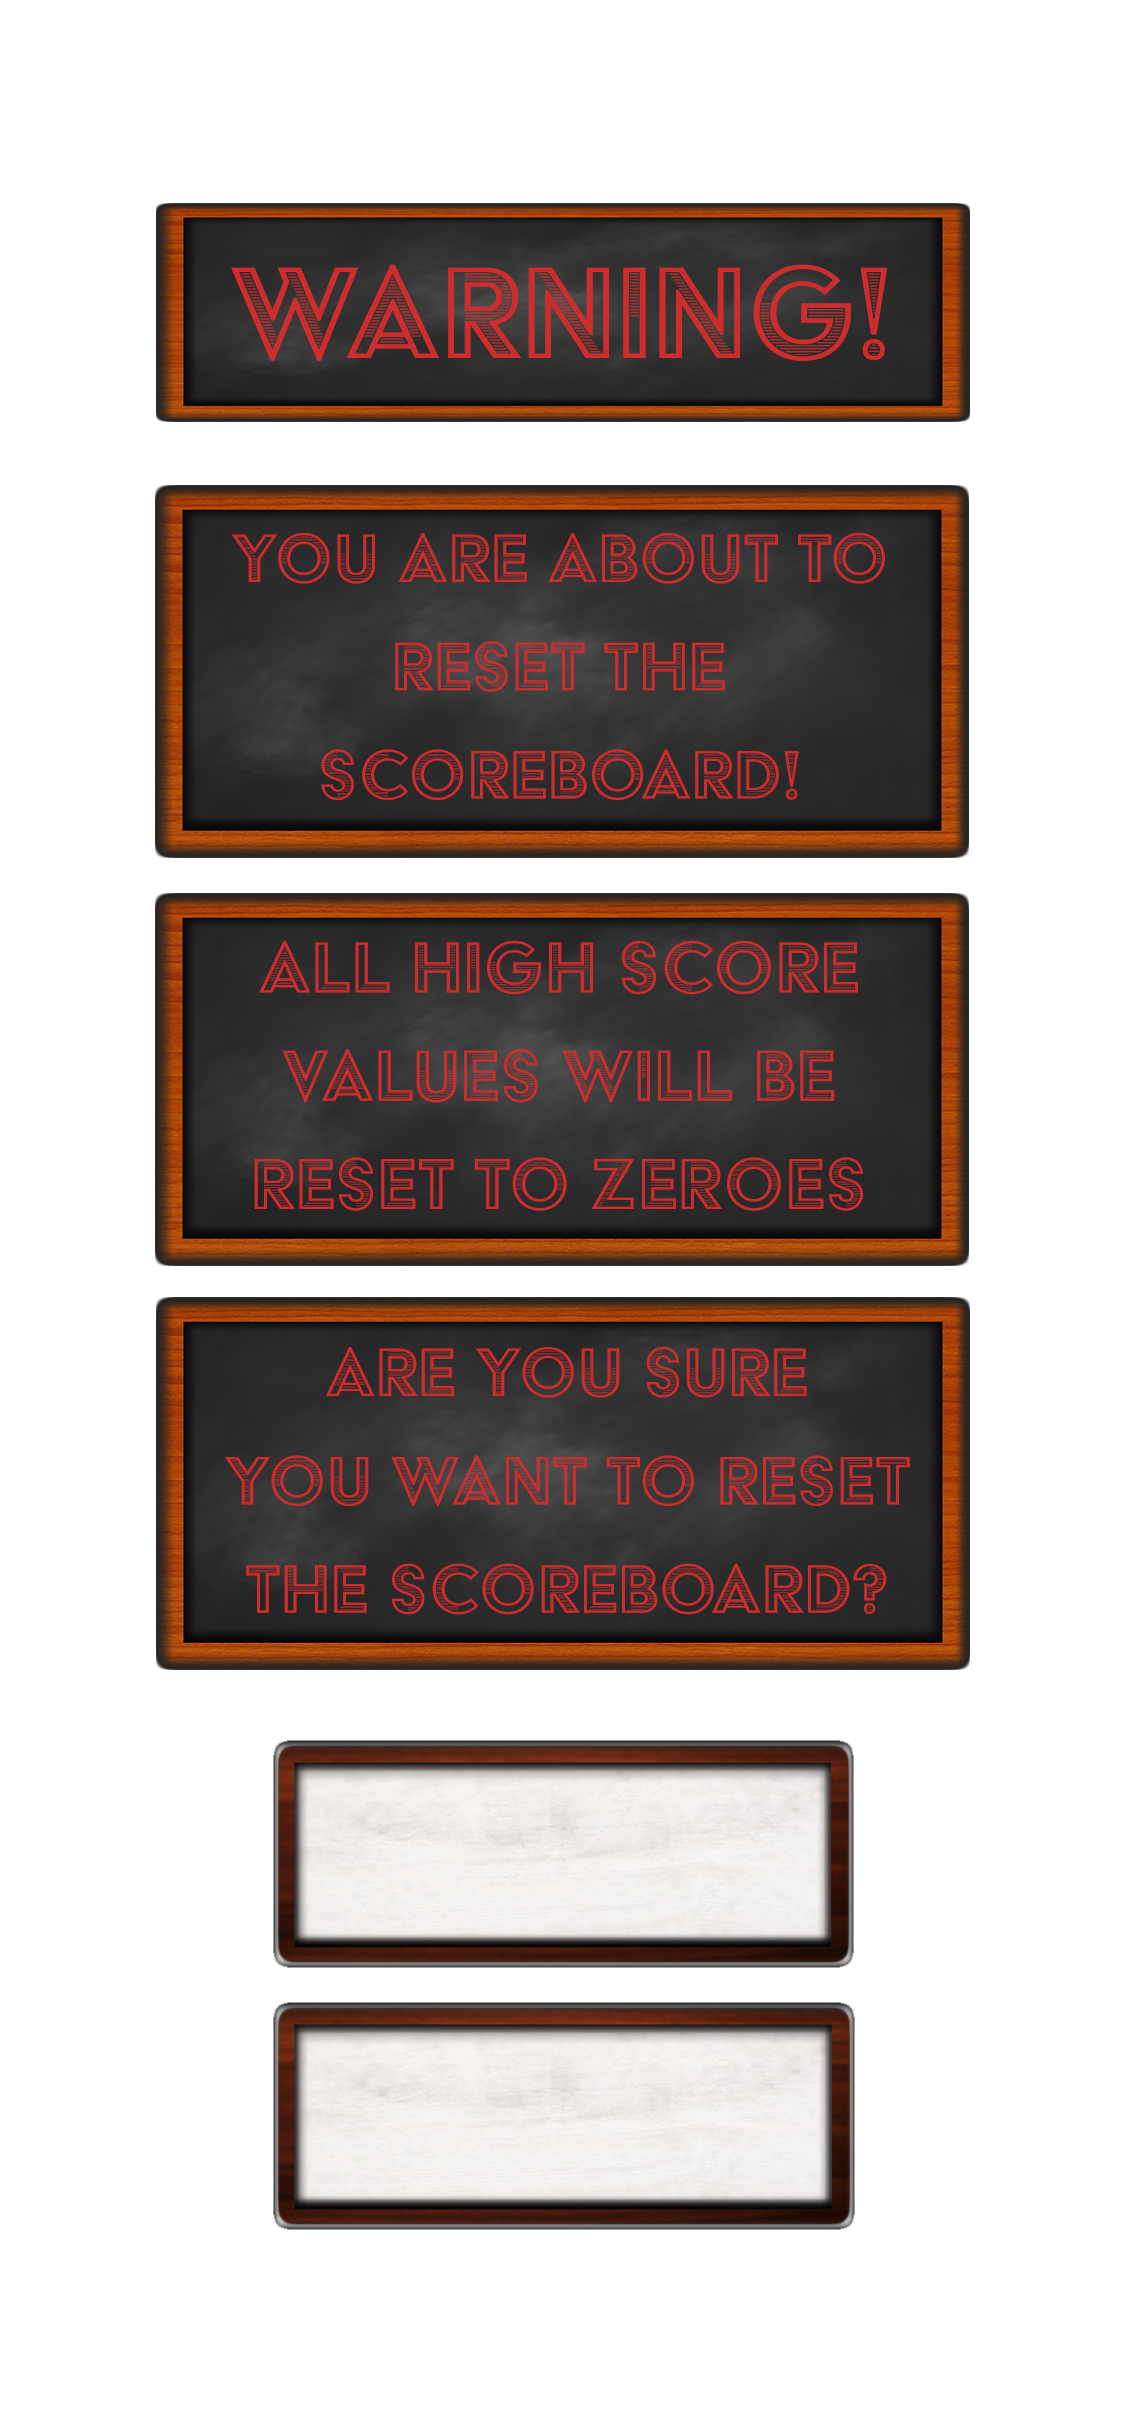 WARNING!
YOU ARE ABOUT TO
RESET THE
SCOREBOARD!
ALL HIGH SCORE
VALUES WILL BE
RESET TO ZEROES
ARE YOU SURE
YOU WANT TO RESET
THE SCOREBOARD?